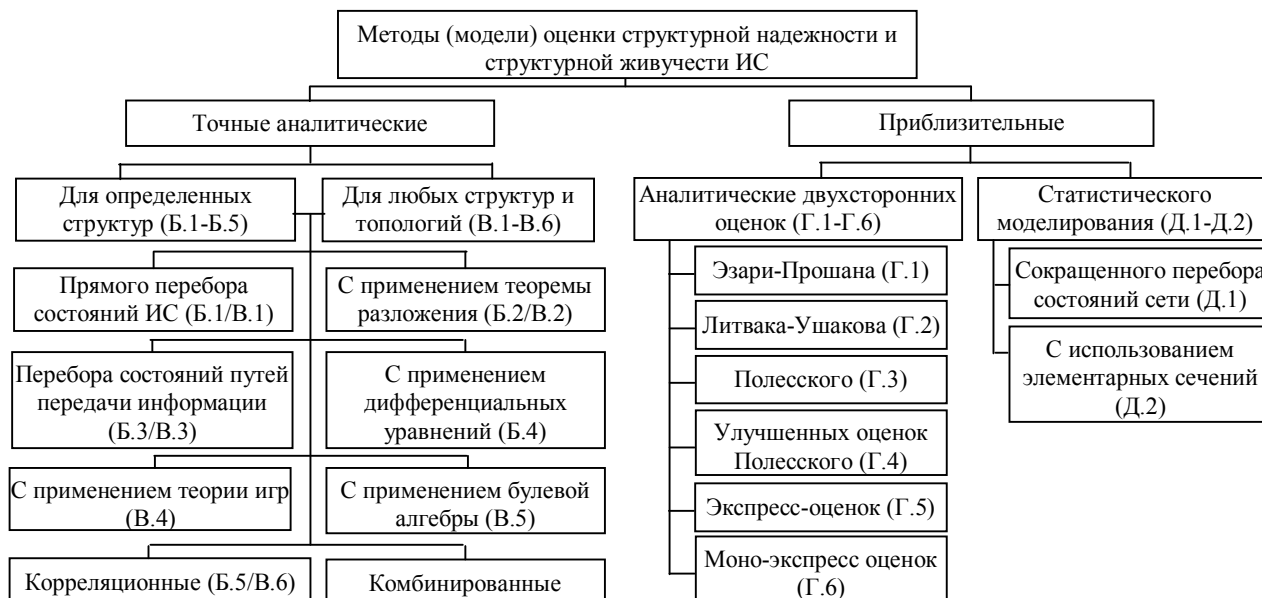 Методы (модели) оценки структурной надежности и
структурной живучести ИС
Точные аналитические
Приблизительные
Для определенных
структур (Б.1-Б.5)
Для любых структур и
топологий (В.1-В.6)
Аналитические двухсторонних
оценок (Г.1-Г.6)
Статистического
моделирования (Д.1-Д.2)
Прямого перебора
состояний ИС (Б.1/В.1)
С применением теоремы
разложения (Б.2/В.2)
Перебора состояний путей
передачи информации
(Б.3/В.3)
С применением
дифференциальных
уравнений (Б.4)
С применением теории игр
(В.4)
С применением булевой
алгебры (В.5)
Корреляционные (Б.5/В.6)
Комбинированные
Эзари-Прошана (Г.1)
Литвака-Ушакова (Г.2)
Полесского (Г.3)
Улучшенных оценок
Полесского (Г.4)
Экспресс-оценок (Г.5)
Моно-экспресс оценок
(Г.6)
Сокращенного перебора
состояний сети (Д.1)
С использованием
элементарных сечений
(Д.2)